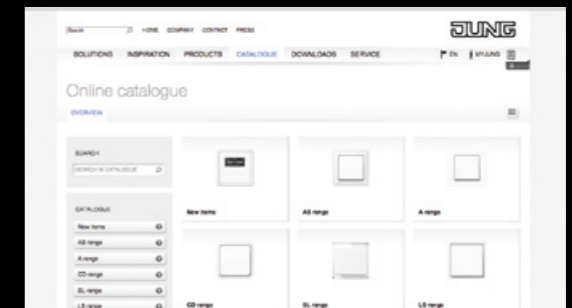 Search HOME COMPANY CONTACT PRESS
JUNG
SOLUTIONS INSPIRATION PRODUCTS CATALOGUE DOWNLOADS SERVICE EN MYJUNG
Online catalogue
OVERVIEW
SEARCH
SEARCH IN CATALOGUE
CATALOGUE
New items
AS range
A range
CD range
SL range
LS range
New items AS range A range
CD range SL range LS range